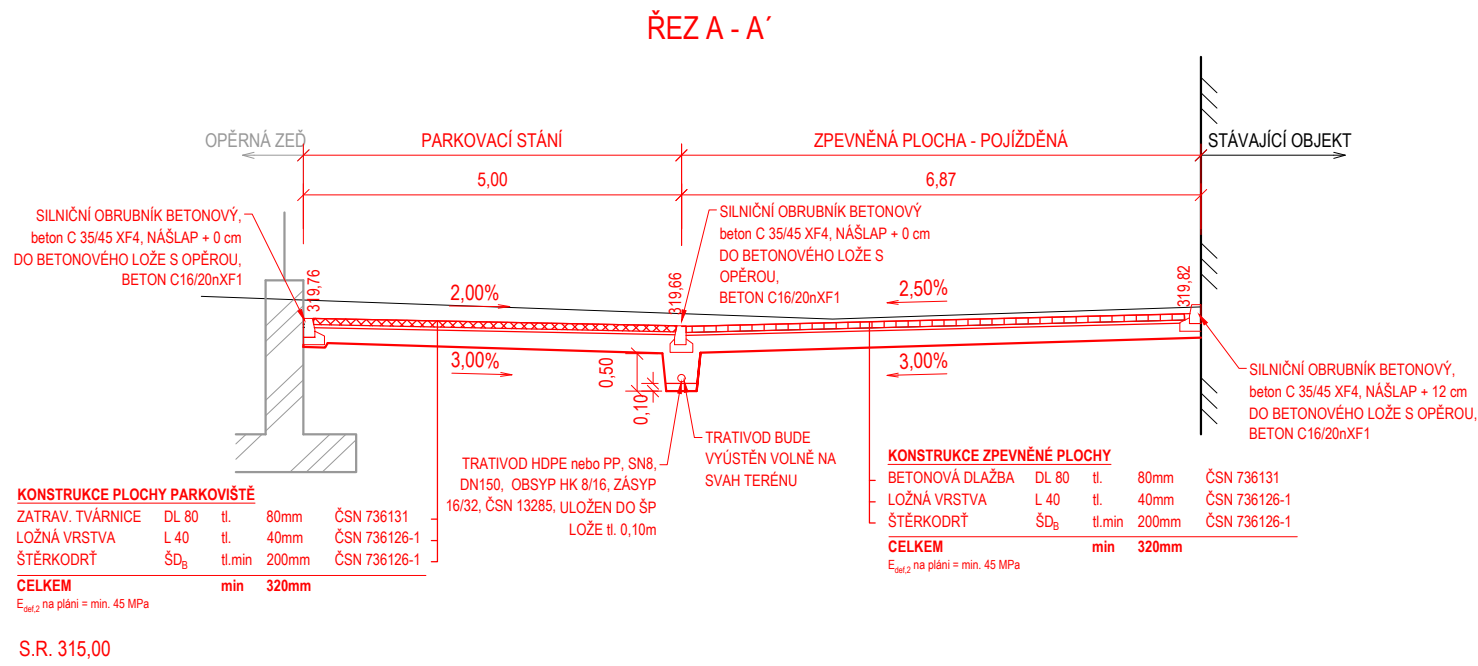 ŘEZ A - A´
OPĚRNÁ ZEĎ
PARKOVACÍ STÁNÍ
ZPEVNĚNÁ PLOCHA - POJÍŽDĚNÁ
STÁVAJÍCÍ OBJEKT
5,00
6,87
SILNIČNÍ OBRUBNÍK BETONOVÝ,
beton C 35/45 XF4, NÁŠLAP + 0 cm
DO BETONOVÉHO LOŽE S OPĚROU,
BETON C16/20nXF1
SILNIČNÍ OBRUBNÍK BETONOVÝ
beton C 35/45 XF4, NÁŠLAP + 0 cm
DO BETONOVÉHO LOŽE S
OPĚROU,
BETON C16/20nXF1
319,76
2,00%
319,66
2,50%
319,82
3,00%
0,50
0,10
3,00%
SILNIČNÍ OBRUBNÍK BETONOVÝ,
beton C 35/45 XF4, NÁŠLAP + 12 cm
DO BETONOVÉHO LOŽE S OPĚROU,
BETON C16/20nXF1
TRATIVOD HDPE nebo PP, SN8,
DN150, OBSYP HK 8/16, ZÁSYP
16/32, ČSN 13285, ULOŽEN DO ŠP
LOŽE tl. 0,10m
TRATIVOD BUDE
VYÚSTĚN VOLNĚ NA
SVAH TERÉNU
KONSTRUKCE PLOCHY PARKOVIŠTĚ
ZATRAV. TVÁRNICE DL 80 tl. 80mm ČSN 736131
LOŽNÁ VRSTVA L 40 tl. 40mm ČSN 736126-1
ŠTĚRKODRŤ ŠDB tl.min 200mm ČSN 736126-1
CELKEM min 320mm
Edef,2 na pláni = min. 45 MPa
KONSTRUKCE ZPEVNĚNÉ PLOCHY
BETONOVÁ DLAŽBA DL 80 tl. 80mm ČSN 736131
LOŽNÁ VRSTVA L 40 tl. 40mm ČSN 736126-1
ŠTĚRKODRŤ ŠDB tl.min 200mm ČSN 736126-1
CELKEM min 320mm
Edef,2 na pláni = min. 45 MPa
S.R. 315,00